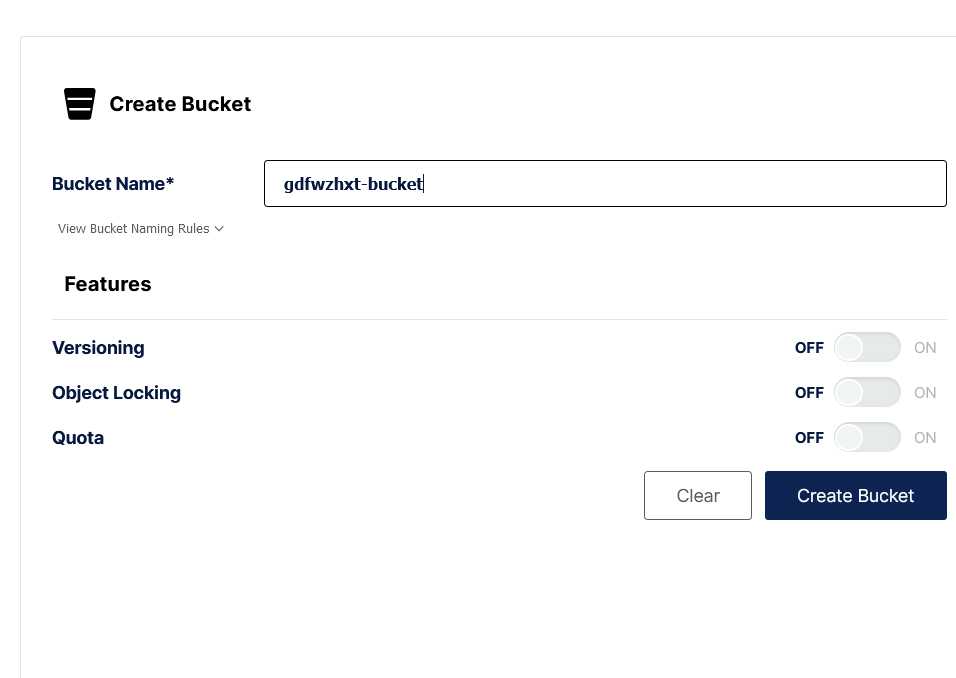 Create Bucket
Bucket Name* gdfwzhxt-bucket
View Bucket Naming Rules
Features
Versioning OFF ON
Object Locking OFF ON
Quota OFF ON
Clear Create Bucket